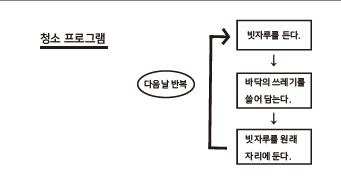 청소 프로그램
빗자루를 든다.
다음날 반복
바닥의 쓰레기를
쓸어 담는다.
빗자루를 원래
자리에 둔다.